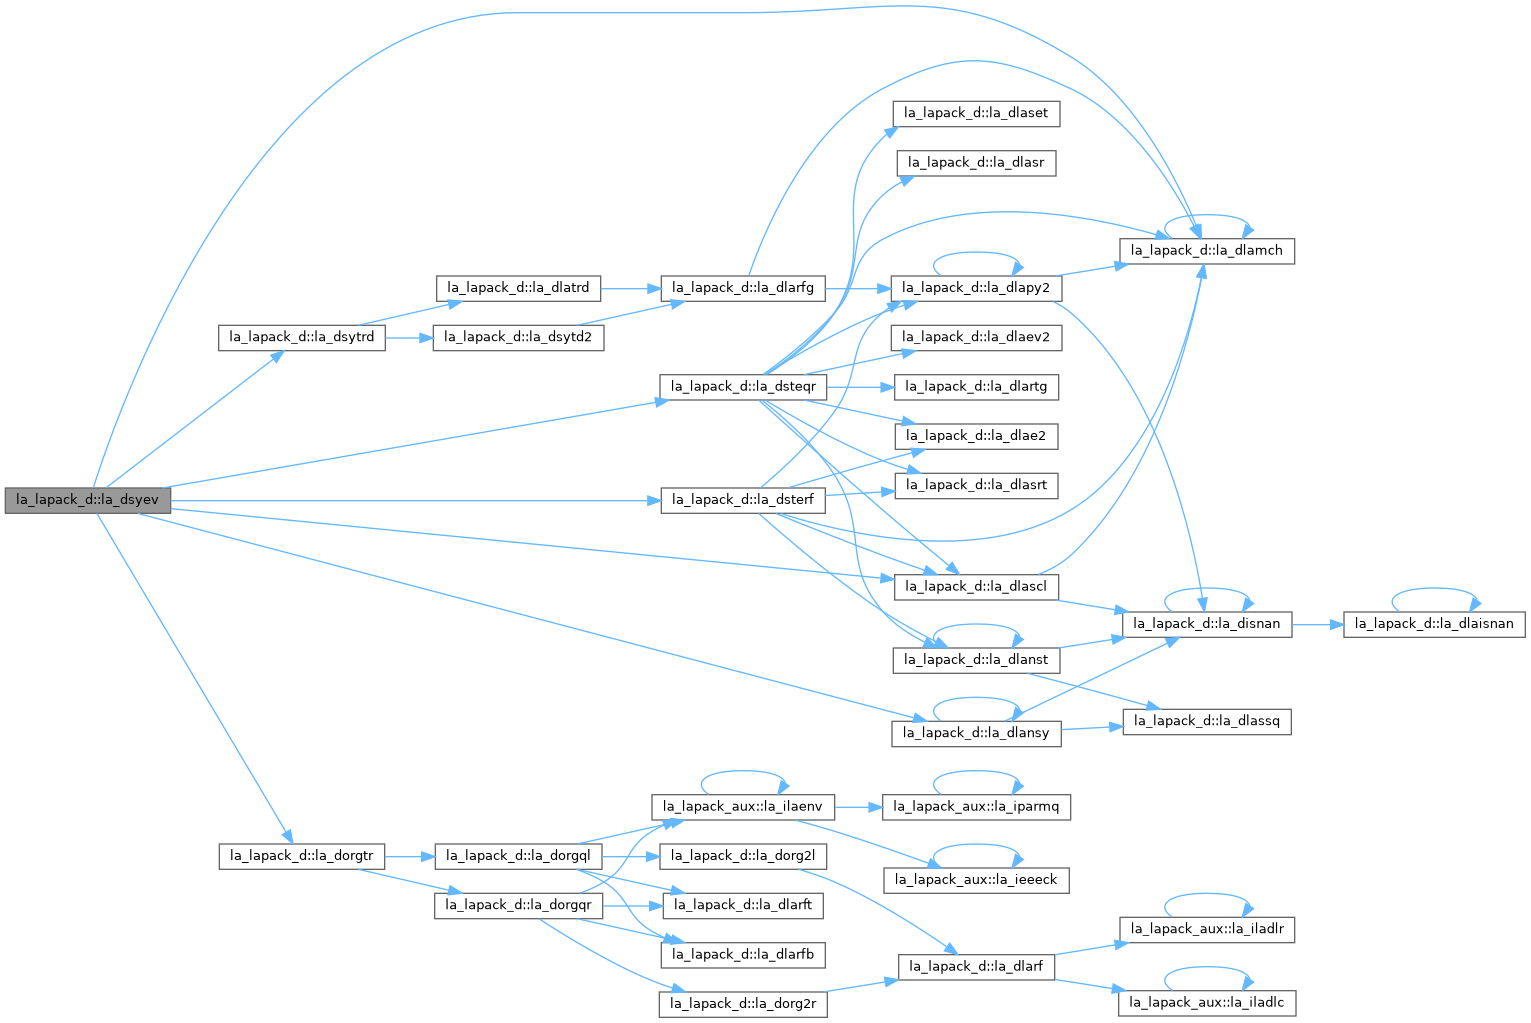 la_lapack_d::la_dlaset
la_lapack_d::la_dlasr
la_lapack_d::la_dlamch
la_lapack_d::la_dlatrd
la_lapack_d::la_dlarfg
la_lapack_d::la_dlapy2
la_lapack_d::la_dsytrd
la_lapack_d::la_dsytd2
la_lapack_d::la_dlaev2
la_lapack_d::la_dsteqr
la_lapack_d::la_dlartg
la_lapack_d::la_dlae2
la_lapack_d::la_dlasrt
la_lapack_d::la_dsyev
la_lapack_d::la_dsterf
la_lapack_d::la_dlascl
la_lapack_d::la_disnan
la_lapack_d::la_dlaisnan
la_lapack_d::la_dlanst
la_lapack_d::la_dlassq
la_lapack_d::la_dlansy
la_lapack_aux::la_ilaenv
la_lapack_aux::la_iparmq
la_lapack_d::la_dorgtr
la_lapack_d::la_dorgql
la_lapack_d::la_dorg2l
la_lapack_aux::la_ieeeck
la_lapack_d::la_dorgqr
la_lapack_d::la_dlarft
la_lapack_aux::la_iladlr
la_lapack_d::la_dlarfb
la_lapack_d::la_dlarf
la_lapack_d::la_dorg2r
la_lapack_aux::la_iladlc